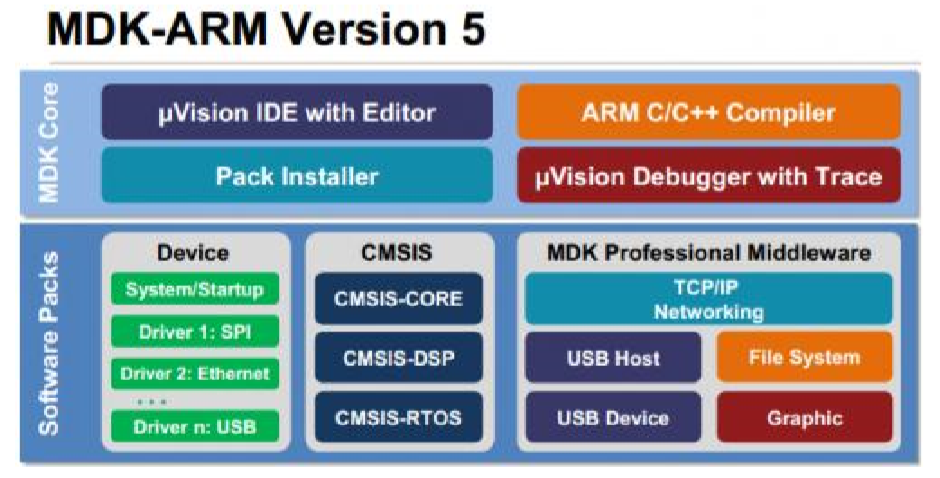 MDK-ARM Version 5
MDK Core
µVision IDE with Editor
ARM C/C++ Compiler
Pack Installer
µVision Debugger with Trace
Software Packs
Device
System/Startup
Driver 1: SPI
Driver 2: Ethernet
...
Driver n: USB
CMSIS
CMSIS-CORE
CMSIS-DSP
CMSIS-RTOS
MDK Professional Middleware
TCP/IP
Networking
USB Host
File System
USB Device
Graphic